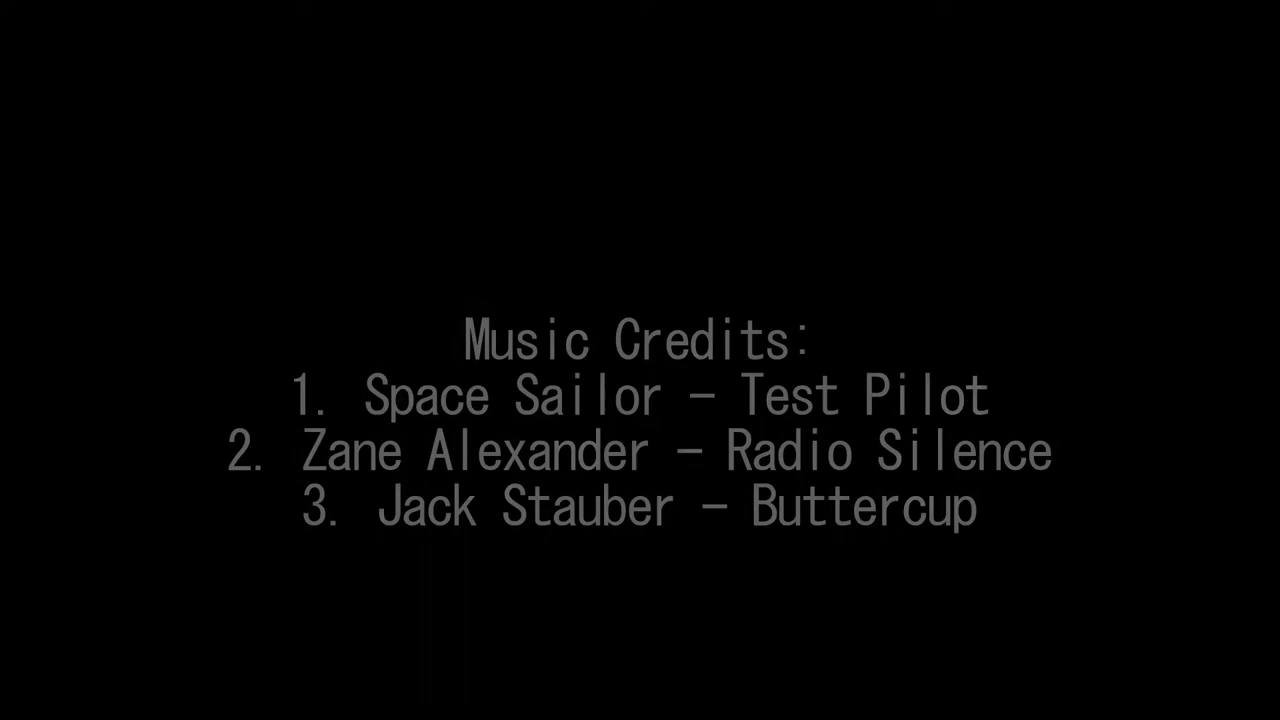 Music Credits:
1. Space Sailor - Test Pilot
2. Zane Alexander - Radio Silence
3. Jack Stauber - Buttercup